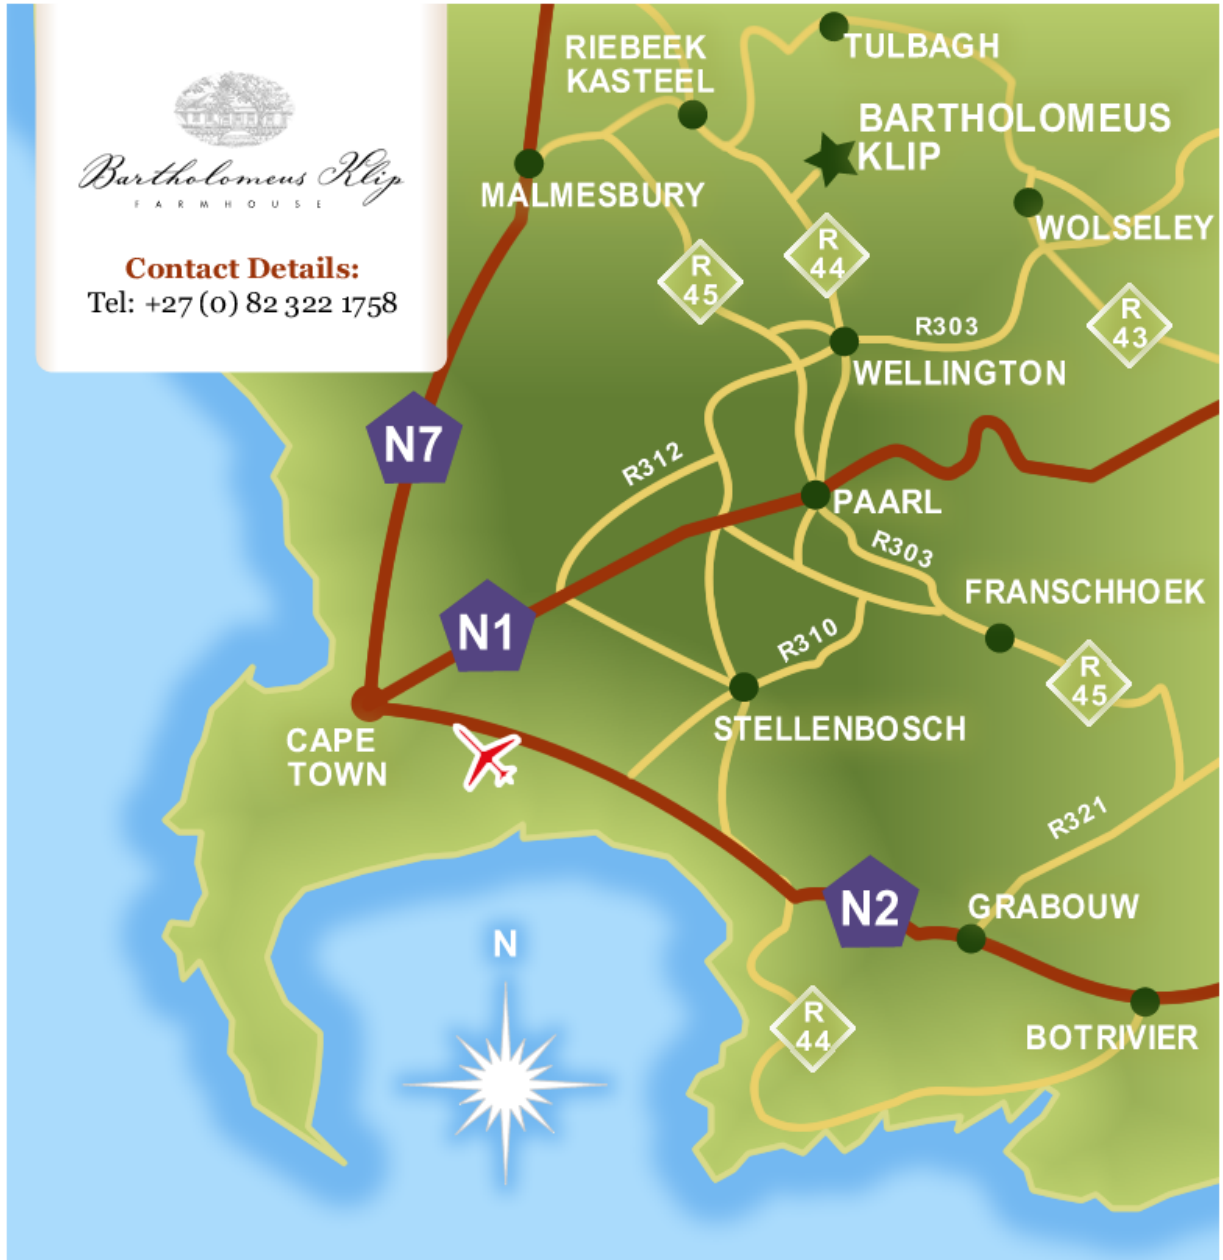 Bartholomeus Klip
FARMHOUSE
Contact Details:
Tel: +27 (0) 82 322 1758
RIEBEEK
KASTEEL
TULBAGH
BARTHOLOMEUS
KLIP
MALMESBURY
WOLSELEY
R
44
R
45
R
43
R303
WELLINGTON
N7
R312
PAARL
R303
FRANSCHHOEK
N1
R310
R
45
STELLENBOSCH
CAPE
TOWN
R321
N2
GRABOUW
N
R
44
BOTRIVIER